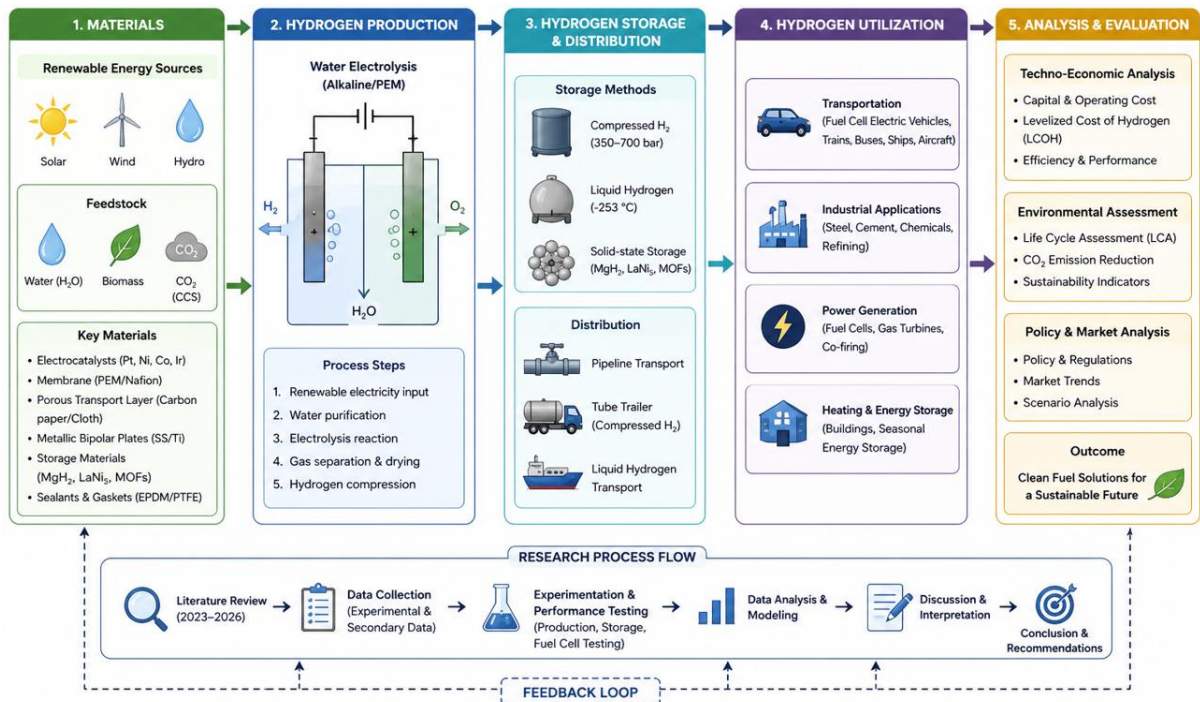 1. MATERIALS
Renewable Energy Sources
Solar
Wind
Hydro
Feedstock
Water (H₂O)
Biomass
CO₂
CO₂
(CCS)
Key Materials
• Electrocatalysts (Pt, Ni, Co, Ir)
• Membrane (PEM/Nafion)
• Porous Transport Layer (Carbon
paper/Cloth)
• Metallic Bipolar Plates (SS/Ti)
• Storage Materials
(MgH₂, LaNi₅, MOFs)
• Sealants & Gaskets (EPDM/PTFE)
2. HYDROGEN PRODUCTION
Water Electrolysis
(Alkaline/PEM)
H₂
O₂
H₂O
Process Steps
1. Renewable electricity input
2. Water purification
3. Electrolysis reaction
4. Gas separation & drying
5. Hydrogen compression
3. HYDROGEN STORAGE
& DISTRIBUTION
Storage Methods
Compressed H₂
(350–700 bar)
Liquid Hydrogen
(-253 °C)
Solid-state Storage
(MgH₂, LaNi₅, MOFs)
Distribution
Pipeline Transport
Tube Trailer
(Compressed H₂)
Liquid Hydrogen
Transport
4. HYDROGEN UTILIZATION
Transportation
(Fuel Cell Electric Vehicles,
Trains, Buses, Ships, Aircraft)
Industrial Applications
(Steel, Cement, Chemicals,
Refining)
Power Generation
(Fuel Cells, Gas Turbines,
Co-firing)
Heating & Energy Storage
(Buildings, Seasonal
Energy Storage)
5. ANALYSIS & EVALUATION
Techno-Economic Analysis
• Capital & Operating Cost
• Levelized Cost of Hydrogen
(LCOH)
• Efficiency & Performance
Environmental Assessment
• Life Cycle Assessment (LCA)
• CO₂ Emission Reduction
• Sustainability Indicators
Policy & Market Analysis
• Policy & Regulations
• Market Trends
• Scenario Analysis
Outcome
Clean Fuel Solutions for
a Sustainable Future
RESEARCH PROCESS FLOW
Literature Review
(2023–2026)
Data Collection
(Experimental &
Secondary Data)
Experimentation &
Performance Testing
(Production, Storage,
Fuel Cell Testing)
Data Analysis &
Modeling
Discussion &
Interpretation
Conclusion &
Recommendations
FEEDBACK LOOP